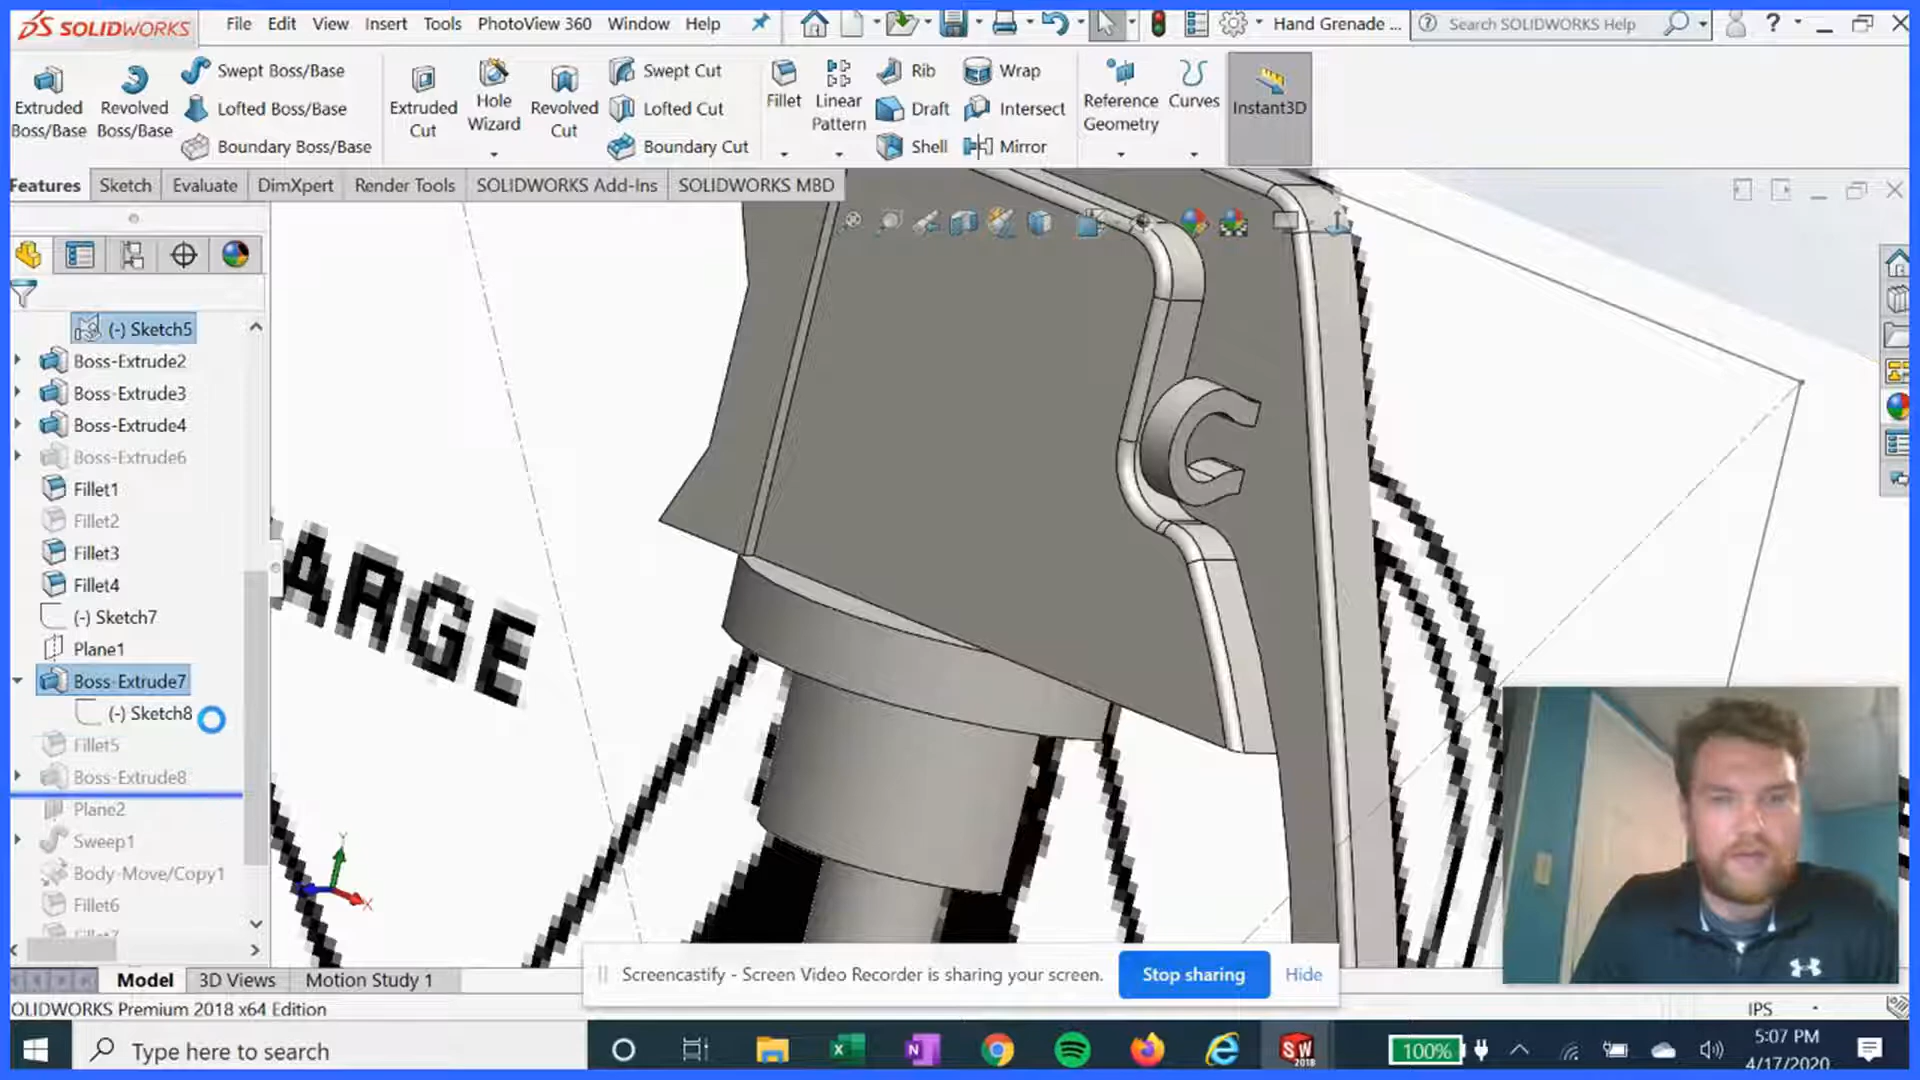 SOLIDWORKS File Edit View Insert Tools PhotoView 360 Window Help Hand Grenade ... Search SOLIDWORKS Help ?
Extruded Boss/Base
Revolved Boss/Base
Swept Boss/Base
Lofted Boss/Base
Boundary Boss/Base
Extruded Cut
Hole Wizard
Revolved Cut
Swept Cut
Lofted Cut
Boundary Cut
Fillet
Linear Pattern
Rib
Draft
Shell
Wrap
Intersect
Mirror
Reference Geometry
Curves
Instant3D
Features Sketch Evaluate DimXpert Render Tools SOLIDWORKS Add-Ins SOLIDWORKS MBD
(-) Sketch5
Boss-Extrude2
Boss-Extrude3
Boss-Extrude4
Boss-Extrude6
Fillet1
Fillet2
Fillet3
Fillet4
(-) Sketch7
Plane1
Boss-Extrude7
(-) Sketch8
Fillet5
Boss-Extrude8
Plane2
Sweep1
Body-Move/Copy1
Fillet6
ARGE
Y
X
Screencastify - Screen Video Recorder is sharing your screen. Stop sharing Hide
Model 3D Views Motion Study 1
OLIDWORKS Premium 2018 x64 Edition IPS
Type here to search
SW 2018
100%
5:07 PM
4/17/2020